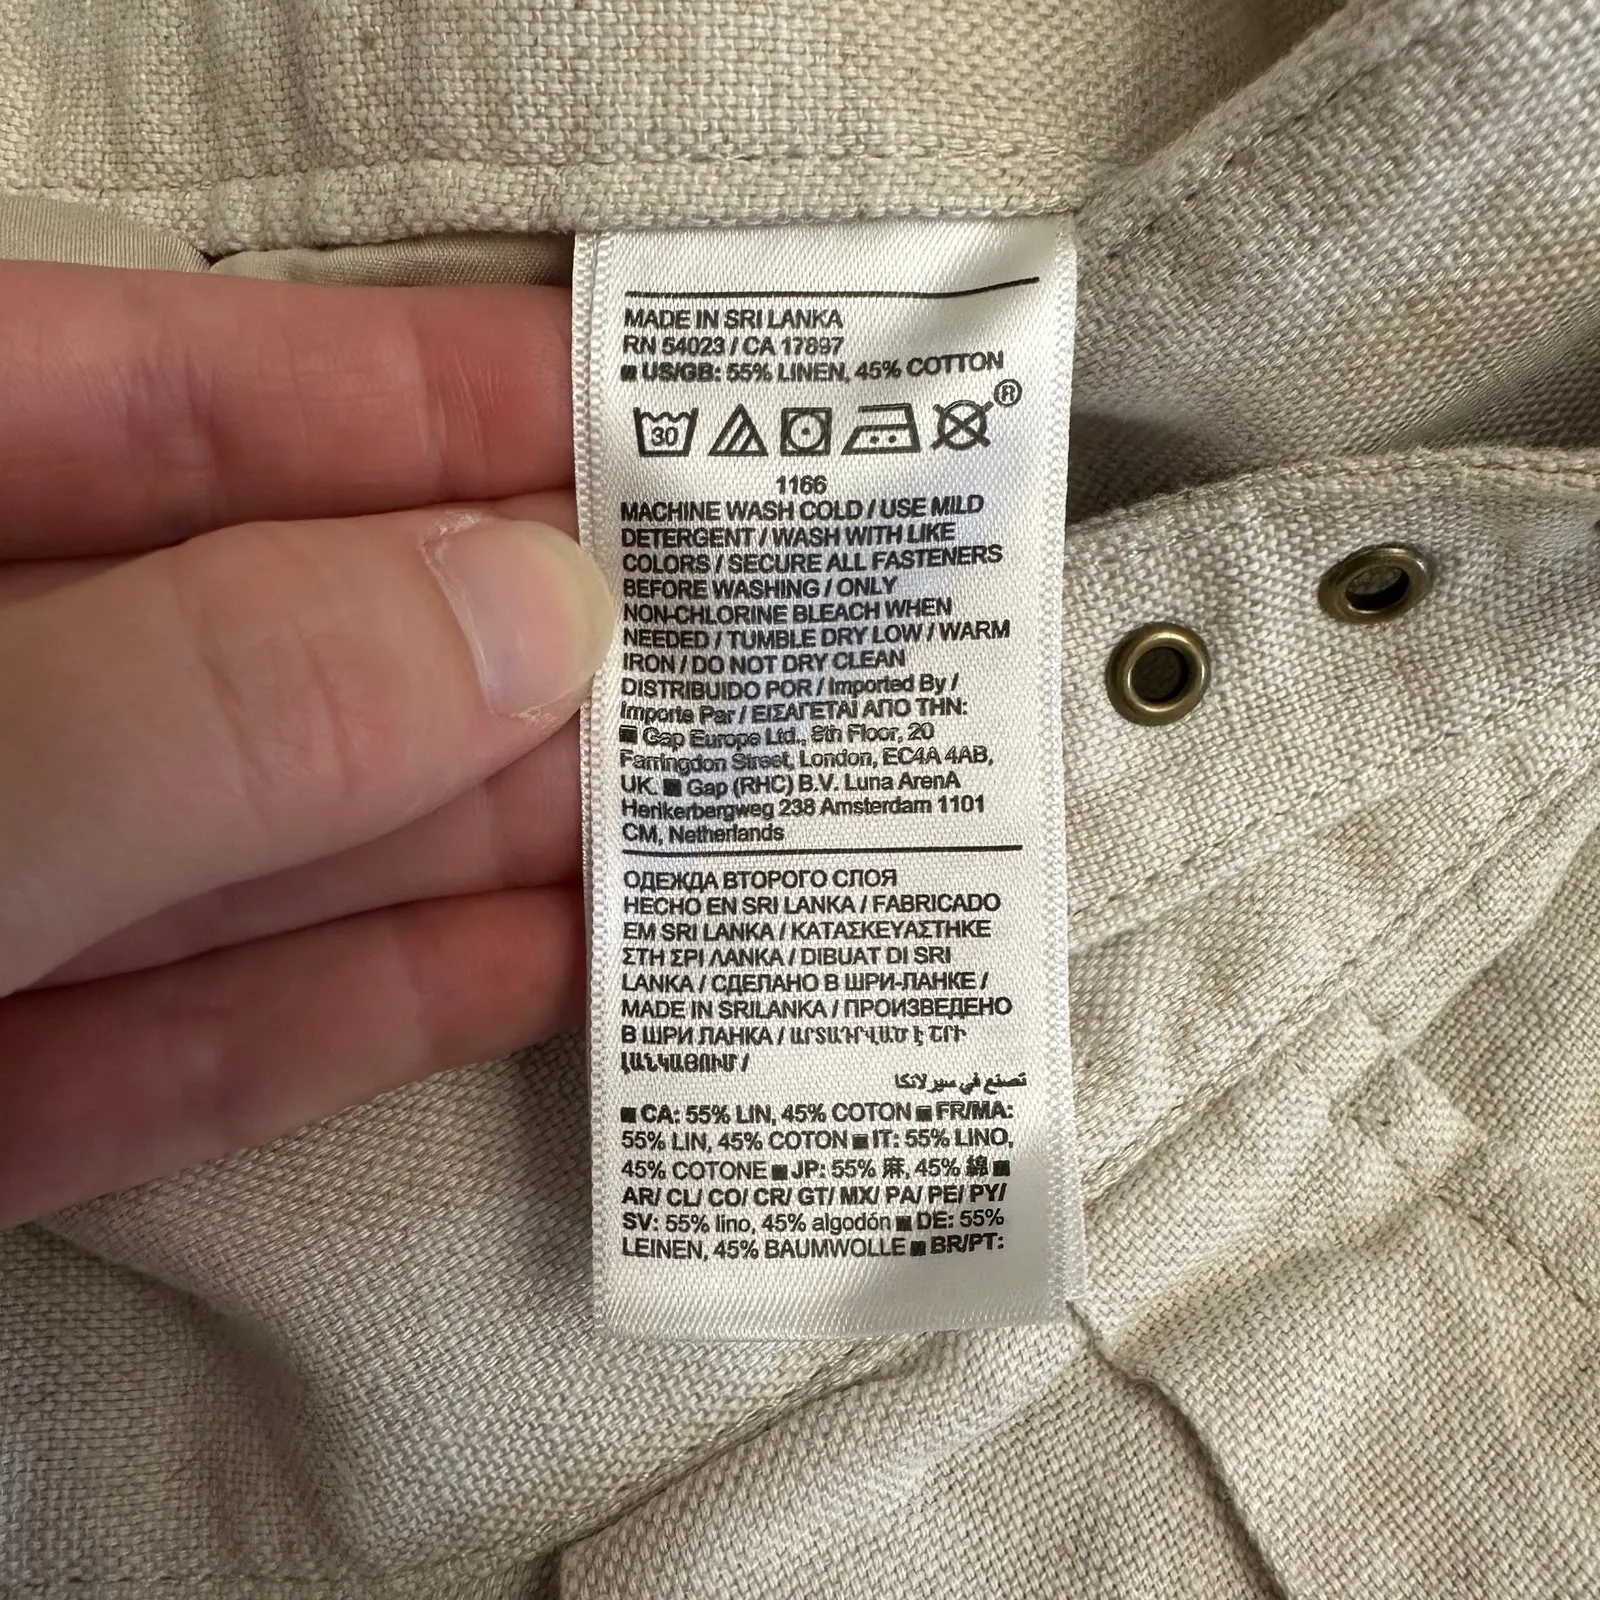 MADE IN SRI LANKA
RN 54023 / CA 17897
■ US/GB: 55% LINEN, 45% COTTON
30
®
1166
MACHINE WASH COLD / USE MILD
DETERGENT / WASH WITH LIKE
COLORS / SECURE ALL FASTENERS
BEFORE WASHING / ONLY
NON-CHLORINE BLEACH WHEN
NEEDED / TUMBLE DRY LOW / WARM
IRON / DO NOT DRY CLEAN
DISTRIBUIDO POR / Imported By /
Importe Par / ΕΙΣΑΓΕΤΑΙ ΑΠΟ ΤΗΝ:
■ Gap Europe Ltd., 8th Floor, 20
Farringdon Street, London, EC4A 4AB,
UK. ■ Gap (RHC) B.V. Luna ArenA
Herikerbergweg 238 Amsterdam 1101
CM, Netherlands
ОДЕЖДА ВТОРОГО СЛОЯ
HECHO EN SRI LANKA / FABRICADO
EM SRI LANKA / ΚΑΤΑΣΚΕΥΑΣΤΗΚΕ
ΣΤΗ ΣΡΙ ΛΑΝΚΑ / DIBUAT DI SRI
LANKA / СДЕЛАНО В ШРИ-ЛАНКЕ /
MADE IN SRILANKA / ПРОИЗВЕДЕНО
В ШРИ ЛАНКА / ԱՐՏԱԴՐՎԱԾ Է ՇՐԻ
ԼԱՆԿԱՅՈՒՄ /
تصنع في سيرلانكا
■ CA: 55% LIN, 45% COTON ■ FR/MA:
55% LIN, 45% COTON ■ IT: 55% LINO,
45% COTONE ■ JP: 55% 麻, 45% 綿 ■
AR/ CL/ CO/ CR/ GT/ MX/ PA/ PE/ PY/
SV: 55% lino, 45% algodón ■ DE: 55%
LEINEN, 45% BAUMWOLLE ■ BR/PT: